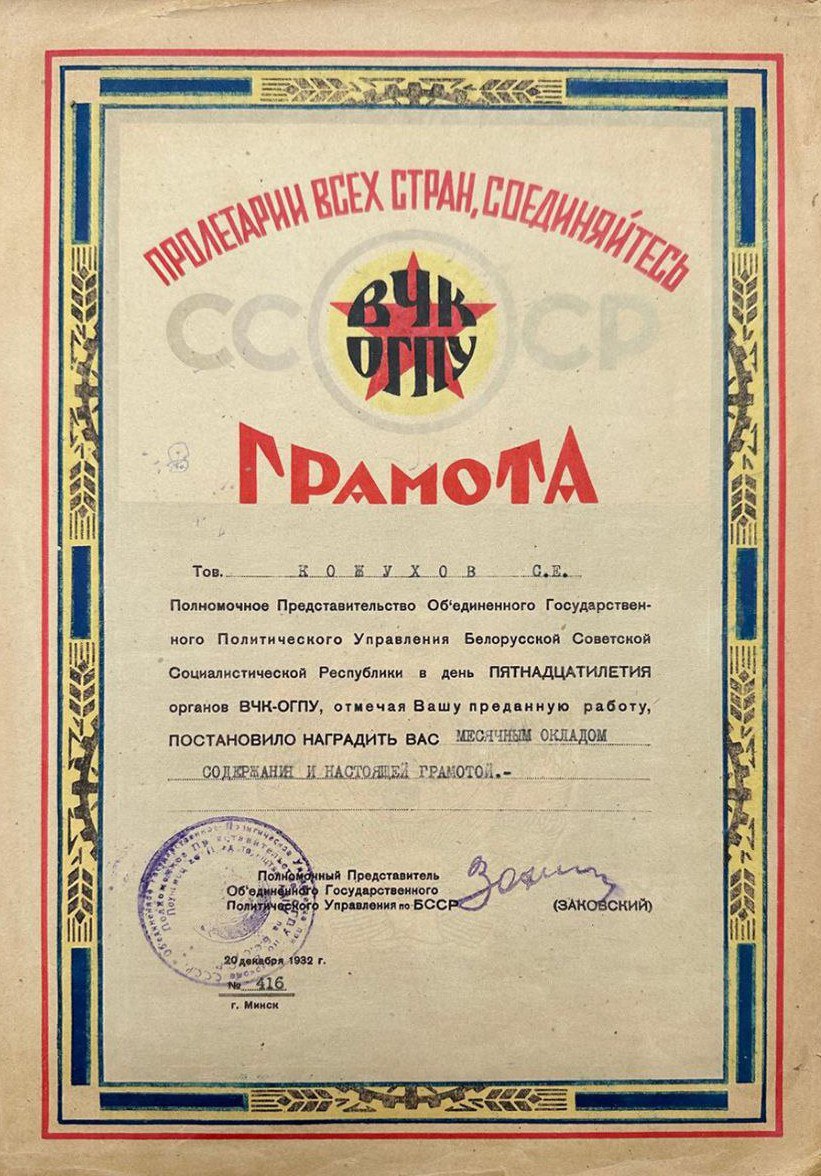 ПРОЛЕТАРИИ ВСЕХ СТРАН, СОЕДИНЯЙТЕСЬ
СССР
ВЧК
ОГПУ
ГРАМОТА
Тов. КОЖУХОВ С.Е.
Полномочное Представительство Об'единенного Государствен-
ного Политического Управления Белорусской Советской
Социалистической Республики в день ПЯТНАДЦАТИЛЕТИЯ
органов ВЧК-ОГПУ, отмечая Вашу преданную работу,
ПОСТАНОВИЛО НАГРАДИТЬ ВАС МЕСЯЧНЫМ ОКЛАДОМ
СОДЕРЖАНИЯ И НАСТОЯЩЕЙ ГРАМОТОЙ.-
Полномочный Представитель
Об'единенного Государственного
Политического Управления по БССР
(ЗАКОВСКИЙ)
20 декабря 1932 г.
№ 416
г. Минск